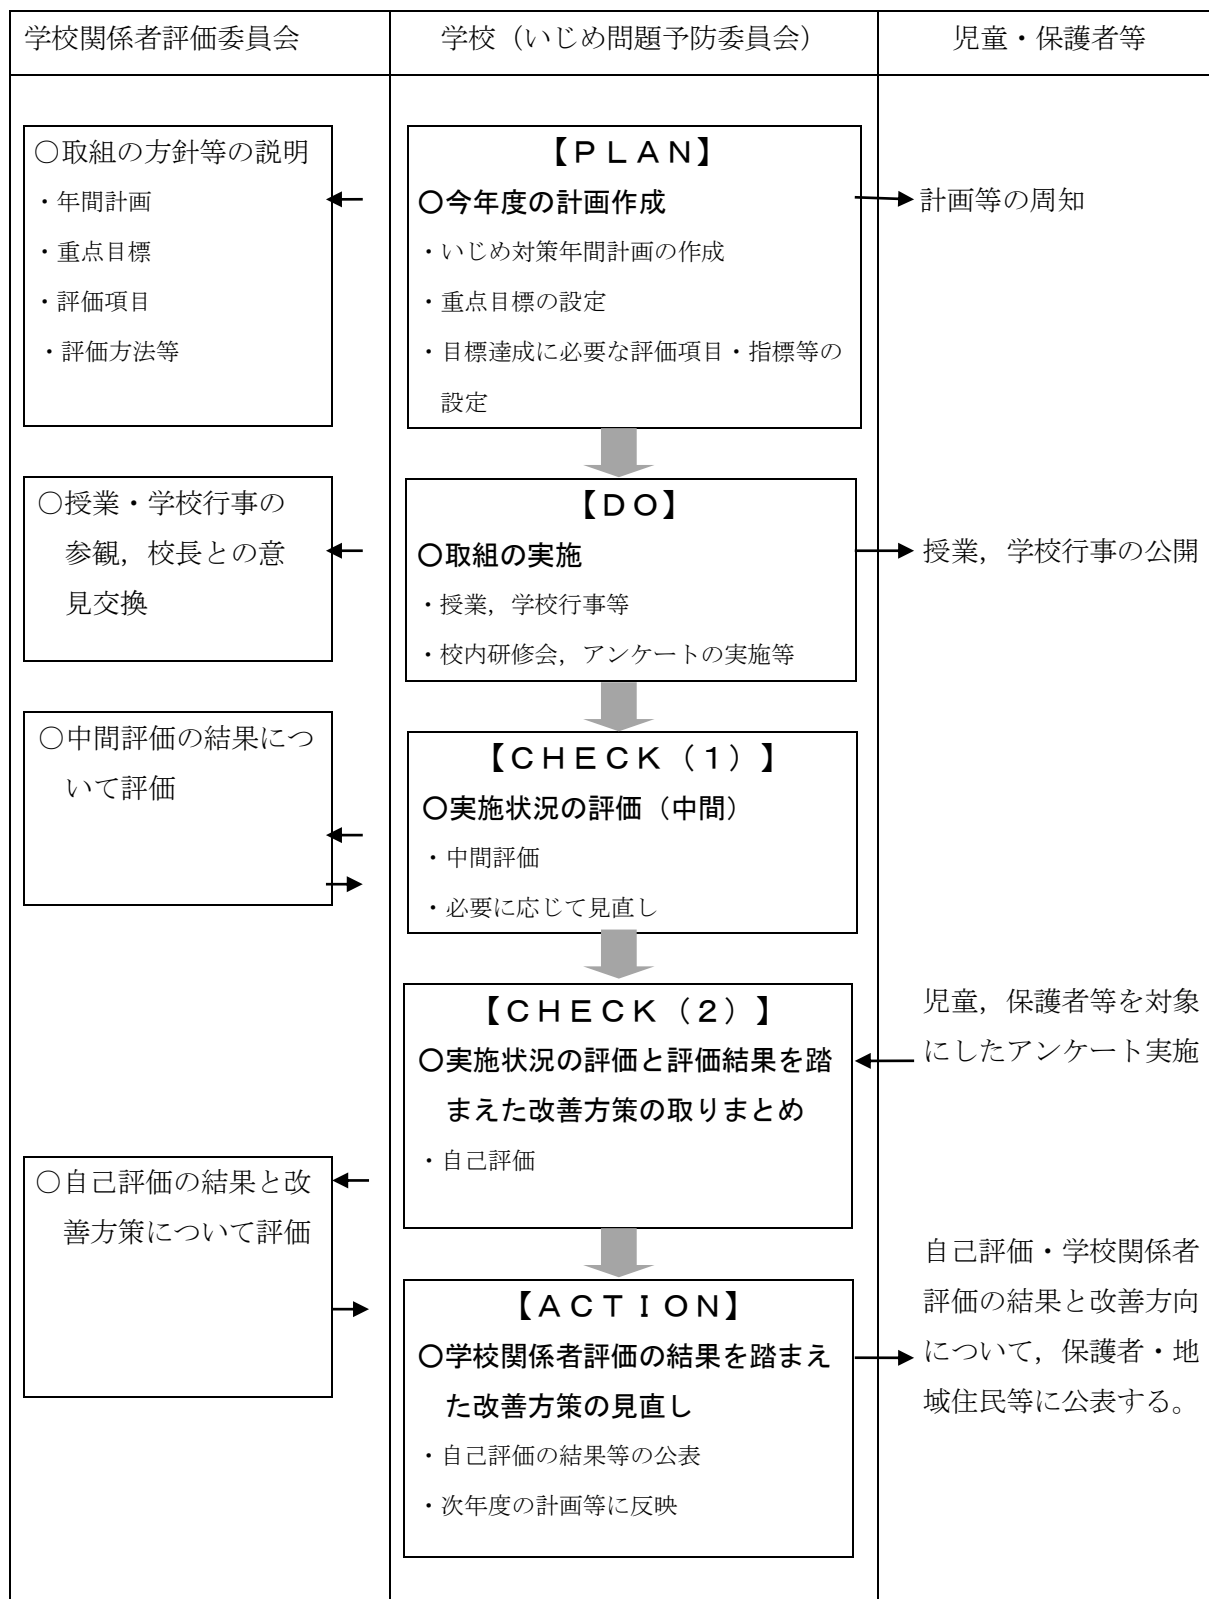 学校関係者評価委員会
学校（いじめ問題予防委員会）
児童・保護者等
○取組の方針等の説明
・年間計画
・重点目標
・評価項目
・評価方法等
【ＰＬＡＮ】
○今年度の計画作成
・いじめ対策年間計画の作成
・重点目標の設定
・目標達成に必要な評価項目・指標等の
設定
計画等の周知
○授業・学校行事の
参観，校長との意
見交換
【ＤＯ】
○取組の実施
・授業，学校行事等
・校内研修会，アンケートの実施等
授業，学校行事の公開
○中間評価の結果につ
いて評価
【ＣＨＥＣＫ（１）】
○実施状況の評価（中間）
・中間評価
・必要に応じて見直し
【ＣＨＥＣＫ（２）】
○実施状況の評価と評価結果を踏
まえた改善方策の取りまとめ
・自己評価
児童，保護者等を対象
にしたアンケート実施
○自己評価の結果と改
善方策について評価
【ＡＣＴＩＯＮ】
○学校関係者評価の結果を踏まえ
た改善方策の見直し
・自己評価の結果等の公表
・次年度の計画等に反映
自己評価・学校関係者
評価の結果と改善方向
について，保護者・地
域住民等に公表する。